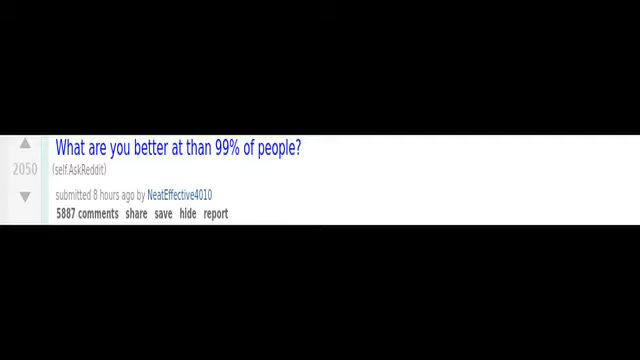 What are you better at than 99% of people?
2050
(self.AskReddit)
submitted 8 hours ago by NeatEffective4010
5887 comments share save hide report